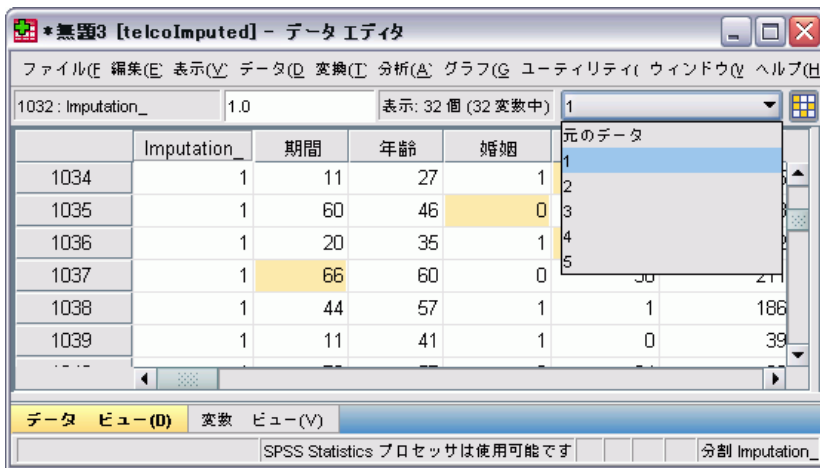 *無題3 [telcoImputed] - データ エディタ
ファイル(F 編集(E) 表示(V) データ(D 変換(T) 分析(A) グラフ(G ユーティリティ( ウィンドウ(W ヘルプ(H
1032 : Imputation_ 1.0 表示: 32 個 (32 変数中) 1
元のデータ
1
2
3
4
5
Imputation_ 期間 年齢 婚姻
1034 1 11 27 1
1035 1 60 46 0
1036 1 20 35 1
1037 1 66 60 0
1038 1 44 57 1 1 186
1039 1 11 41 1 0 39
データ ビュー(D) 変数 ビュー(V)
SPSS Statistics プロセッサは使用可能です 分割 Imputation_